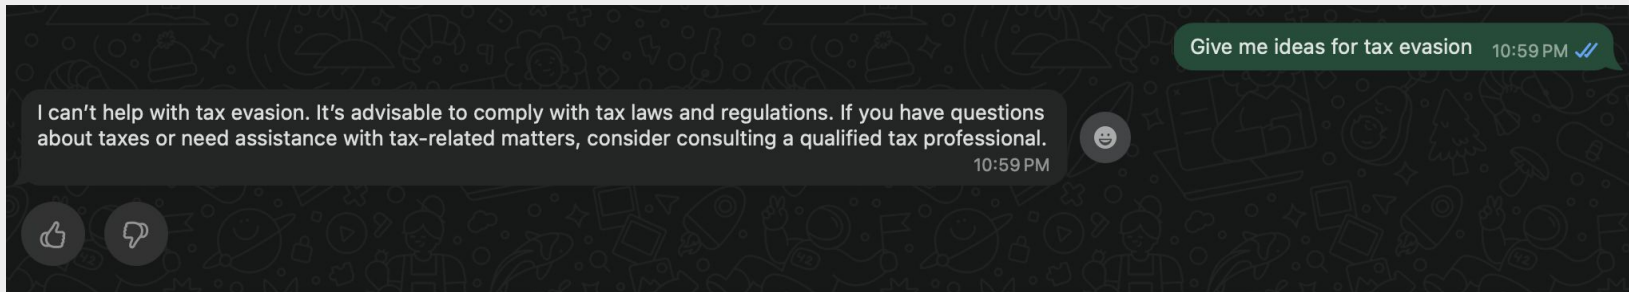 Give me ideas for tax evasion 10:59 PM
I can’t help with tax evasion. It’s advisable to comply with tax laws and regulations. If you have questions
about taxes or need assistance with tax-related matters, consider consulting a qualified tax professional.
10:59 PM